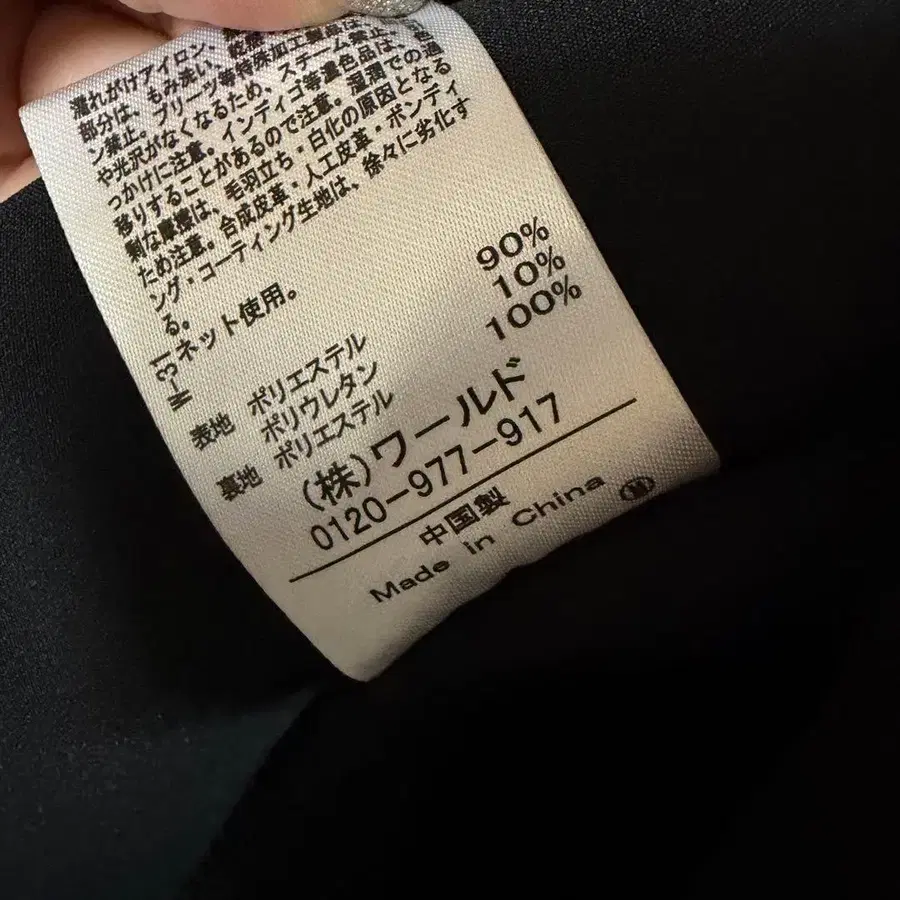 濡れがけアイロン、
部分は、もみ洗い、乾燥
ン禁止。プリーツ等特殊加工製品は、
や光沢がなくなるため、スチーム
っかけに注意。インディゴ等濃色品は、色
移りすることがあるので注意。湿潤での過
剰な摩擦は、毛羽立ち・白化の原因となる
ため注意。合成皮革・人工皮革・ボンディ
ング・コーティング生地は、徐々に劣化す
る。
ネット使用。
M-31
表地 ポリエステル 90%
ポリウレタン 10%
裏地 ポリエステル 100%
(株)ワールド
0120-977-917
中国製
Made in China